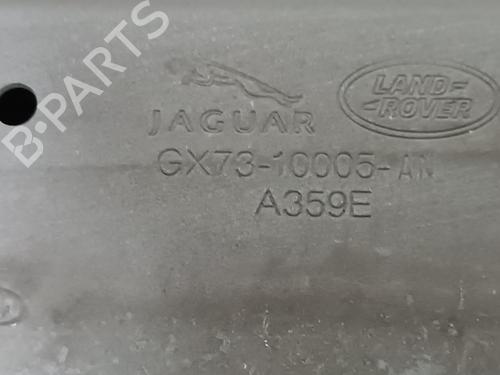 B-PARTS
JAGUAR
LAND-
-ROVER
GX73-10005-AN
A359E